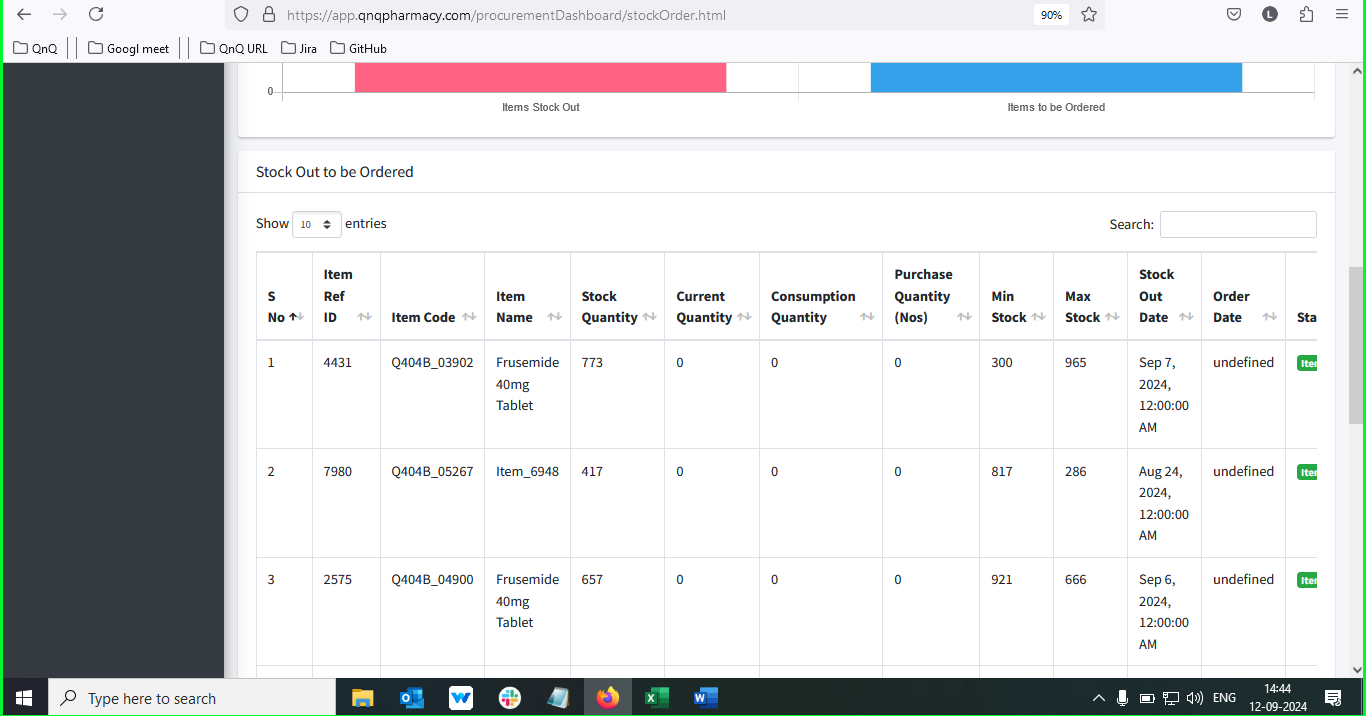 https://app.qnqpharmacy.com/procurementDashboard/stockOrder.html
90%
L
QnQ
Googl meet
QnQ URL
Jira
GitHub
0
Items Stock Out
Items to be Ordered
Stock Out to be Ordered
Show 10 entries
Search:
S No
Item Ref ID
Item Code
Item Name
Stock Quantity
Current Quantity
Consumption Quantity
Purchase Quantity (Nos)
Min Stock
Max Stock
Stock Out Date
Order Date
Sta
1
4431
Q404B_03902
Frusemide 40mg Tablet
773
0
0
0
300
965
Sep 7, 2024, 12:00:00 AM
undefined
Iter
2
7980
Q404B_05267
Item_6948
417
0
0
0
817
286
Aug 24, 2024, 12:00:00 AM
undefined
Iter
3
2575
Q404B_04900
Frusemide 40mg Tablet
657
0
0
0
921
666
Sep 6, 2024, 12:00:00 AM
undefined
Iter
Type here to search
ENG
14:44
12-09-2024